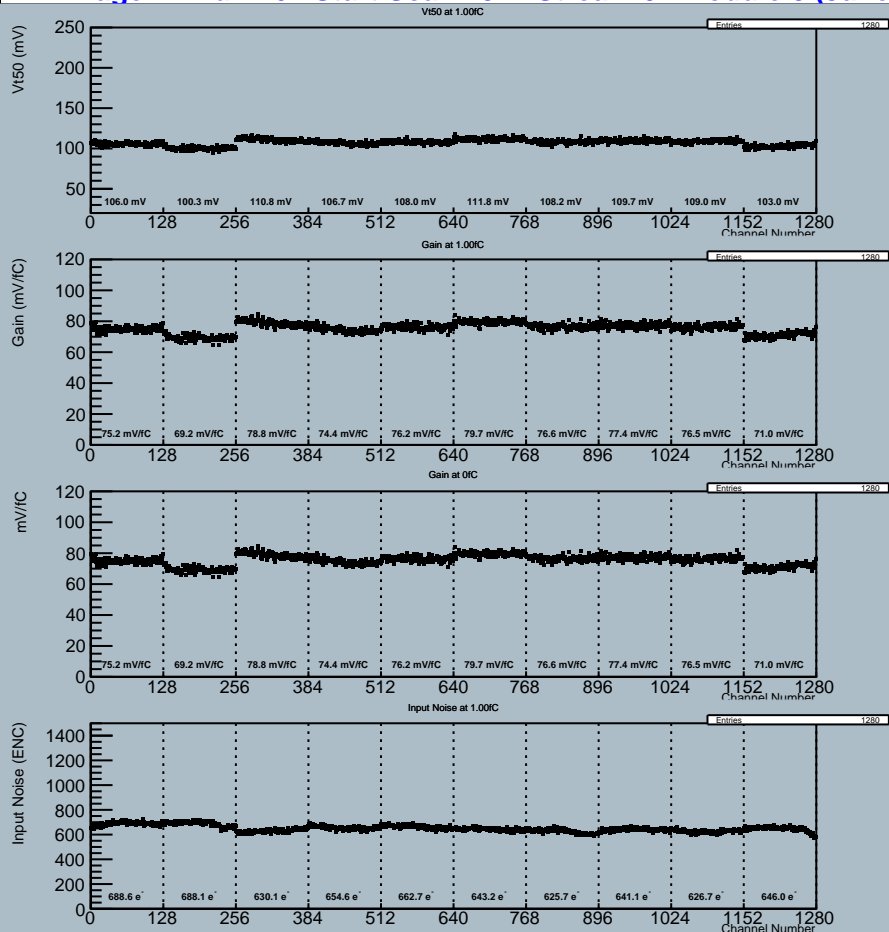 Vt50 at 1.00fC
Entries 1280
Vt50 (mV)
250
200
150
100
50
106.0 mV 100.3 mV 110.8 mV 106.7 mV 108.0 mV 111.8 mV 108.2 mV 109.7 mV 109.0 mV 103.0 mV
0 128 256 384 512 640 768 896 1024 1152 1280
Channel Number
Gain at 1.00fC
Entries 1280
Gain (mV/fC)
120
100
80
60
40
20
0
75.2 mV/fC 69.2 mV/fC 78.8 mV/fC 74.4 mV/fC 76.2 mV/fC 79.7 mV/fC 76.6 mV/fC 77.4 mV/fC 76.5 mV/fC 71.0 mV/fC
0 128 256 384 512 640 768 896 1024 1152 1280
Channel Number
Gain at 0fC
Entries 1280
mV/fC
120
100
80
60
40
20
0
75.2 mV/fC 69.2 mV/fC 78.8 mV/fC 74.4 mV/fC 76.2 mV/fC 79.7 mV/fC 76.6 mV/fC 77.4 mV/fC 76.5 mV/fC 71.0 mV/fC
0 128 256 384 512 640 768 896 1024 1152 1280
Channel Number
Input Noise at 1.00fC
Entries 1280
Input Noise (ENC)
1400
1200
1000
800
600
400
200
0
688.6 e⁻ 688.1 e⁻ 630.1 e⁻ 654.6 e⁻ 662.7 e⁻ 643.2 e⁻ 625.7 e⁻ 641.1 e⁻ 626.7 e⁻ 646.0 e⁻
0 128 256 384 512 640 768 896 1024 1152 1280
Channel Number